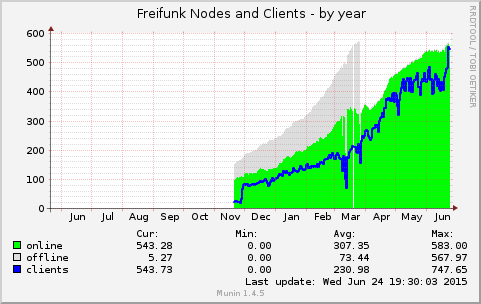 Freifunk Nodes and Clients - by year
RRDTOOL / TOBI OETIKER
600
500
400
300
200
100
0
Jun Jul Aug Sep Oct Nov Dec Jan Feb Mar Apr May Jun
Cur: Min: Avg: Max:
online 543.28 0.00 307.35 583.00
offline 5.27 0.00 73.44 567.97
clients 543.73 0.00 230.98 747.65
Last update: Wed Jun 24 19:30:03 2015
Munin 1.4.5